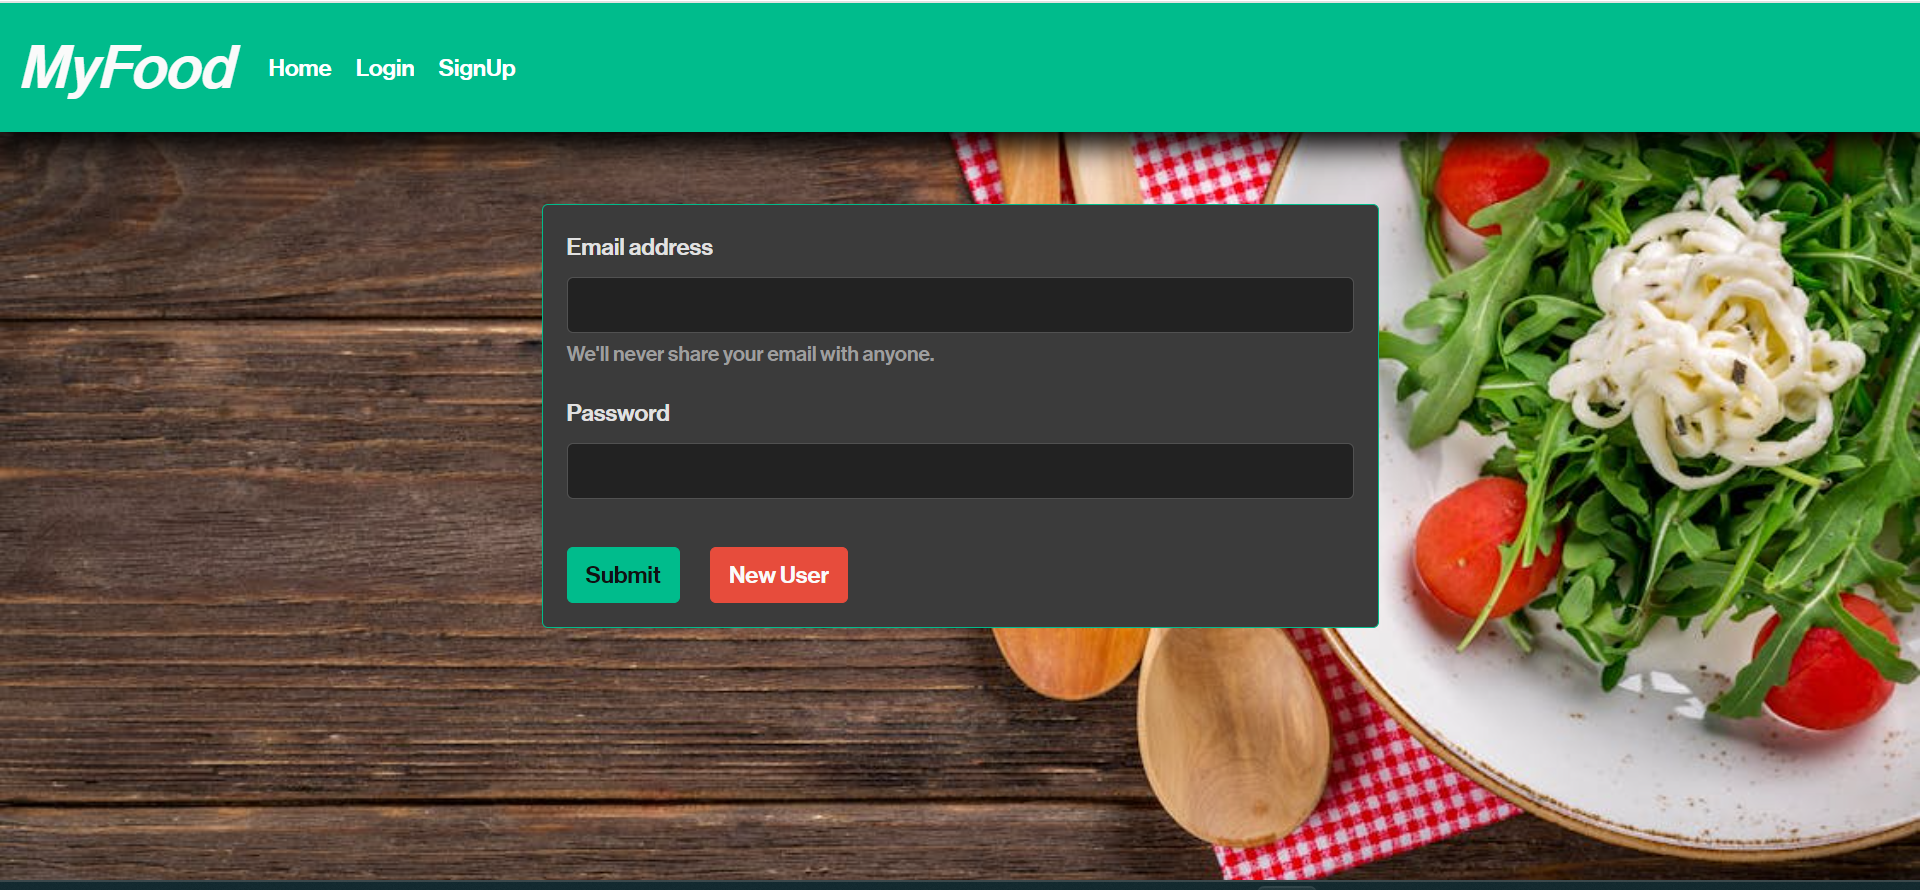 MyFood Home Login SignUp
Email address
We'll never share your email with anyone.
Password
Submit New User